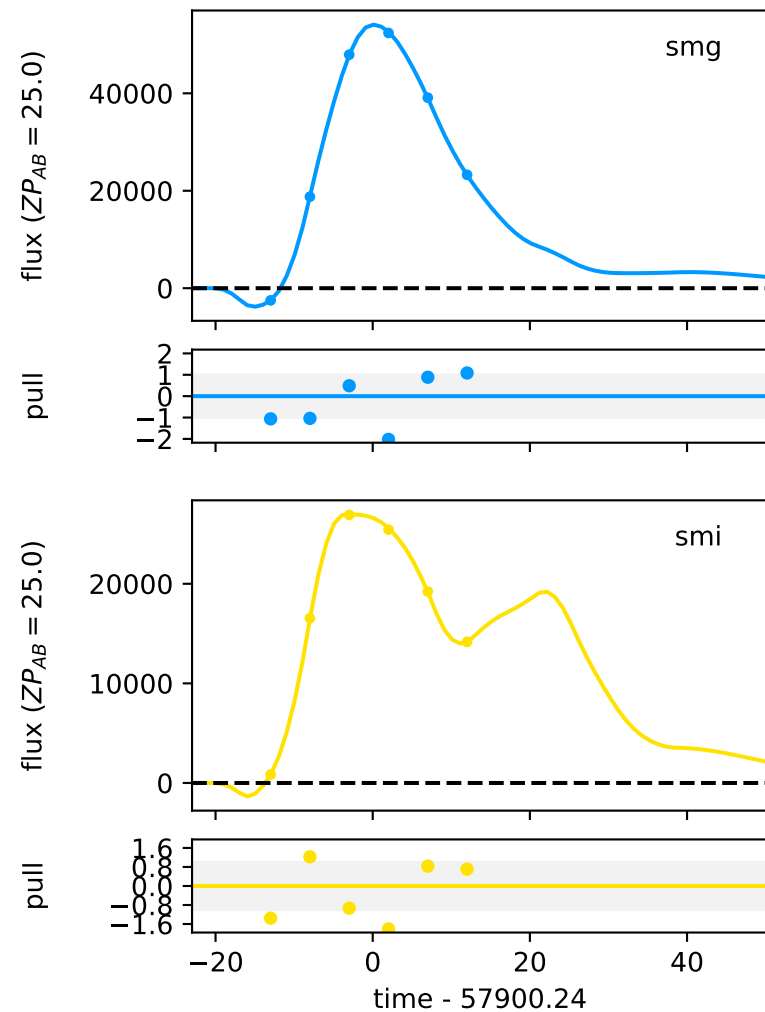 smg
flux (ZP_AB = 25.0)
40000
20000
0
pull
2
1
0
−1
−2
smi
flux (ZP_AB = 25.0)
20000
10000
0
pull
1.6
0.8
0.0
−0.8
−1.6
−20 0 20 40
time - 57900.24